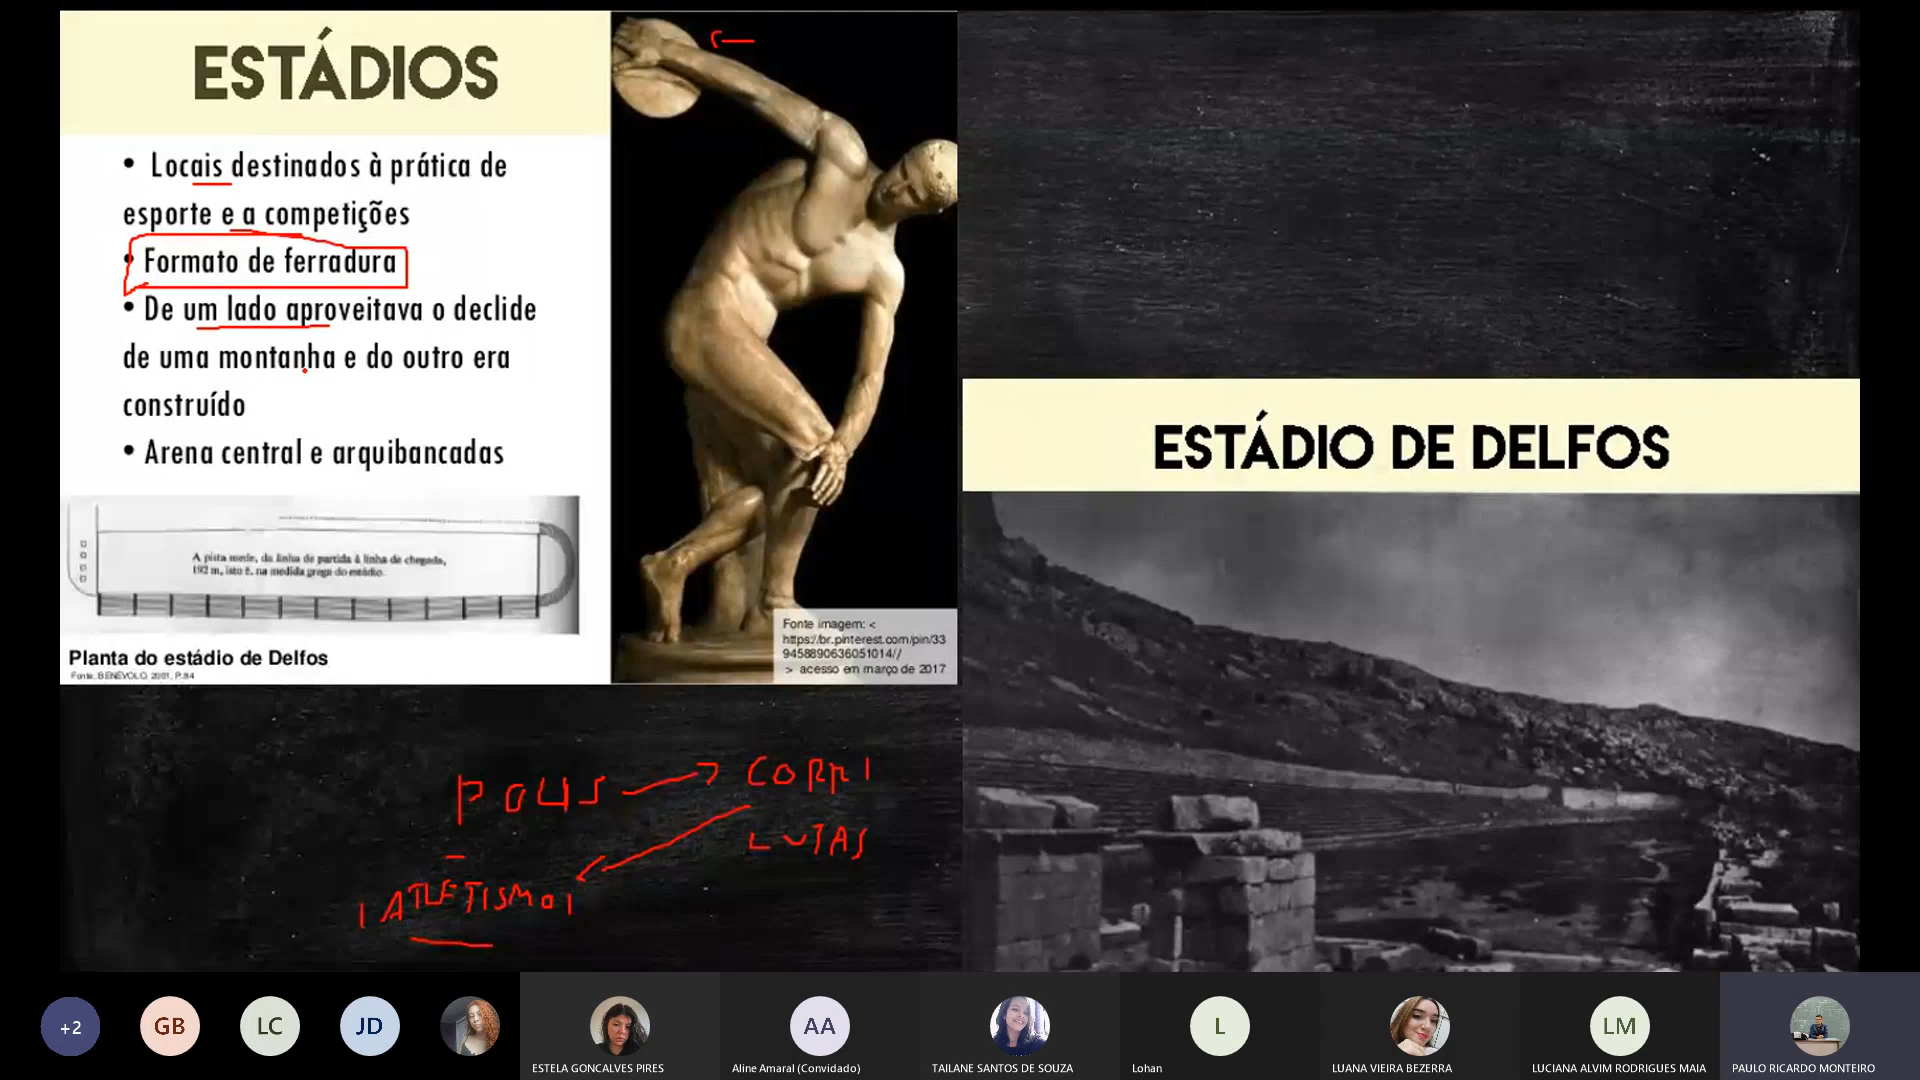 ESTÁDIOS
• Locais destinados à prática de
esporte e a competições
• Formato de ferradura
• De um lado aproveitava o declide
de uma montanha e do outro era
construído
• Arena central e arquibancadas
A pista mede, da linha de partida à linha de chegada,
192 m, isto é, na medida grega do estádio.
Planta do estádio de Delfos
Fonte: BENEVOLO, 2001, P.84
Fonte imagem: <
https://br.pinterest.com/pin/33
9458890636051014//
> acesso em março de 2017
ESTÁDIO DE DELFOS
POLIS
CORRI
LUTAS
ATLETISMO
+2
GB
LC
JD
AA
L
LM
ESTELA GONCALVES PIRES
Aline Amaral (Convidado)
TAILANE SANTOS DE SOUZA
Lohan
LUANA VIEIRA BEZERRA
LUCIANA ALVIM RODRIGUES MAIA
PAULO RICARDO MONTEIRO